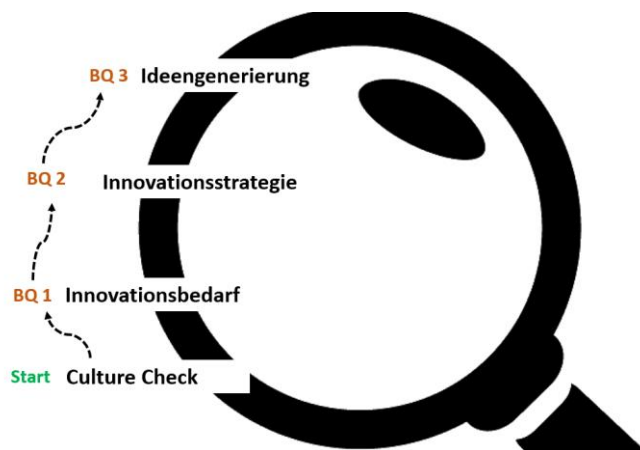 BQ 3 Ideengenerierung
BQ 2 Innovationsstrategie
BQ 1 Innovationsbedarf
Start Culture Check